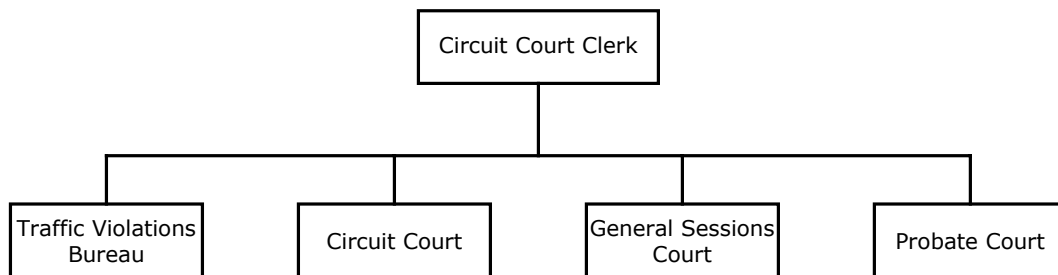 Circuit Court Clerk
Traffic Violations
Bureau
Circuit Court
General Sessions
Court
Probate Court